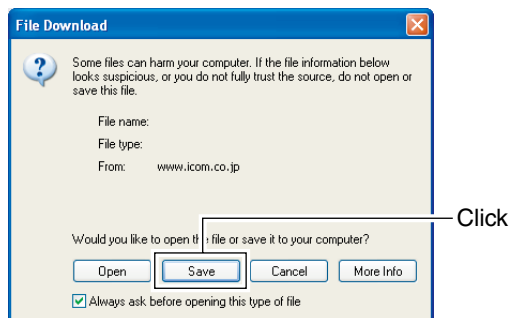 File Download
Some files can harm your computer. If the file information below
looks suspicious, or you do not fully trust the source, do not open or
save this file.
File name:
File type:
From: www.icom.co.jp
Click
Would you like to open the file or save it to your computer?
Open Save Cancel More Info
Always ask before opening this type of file